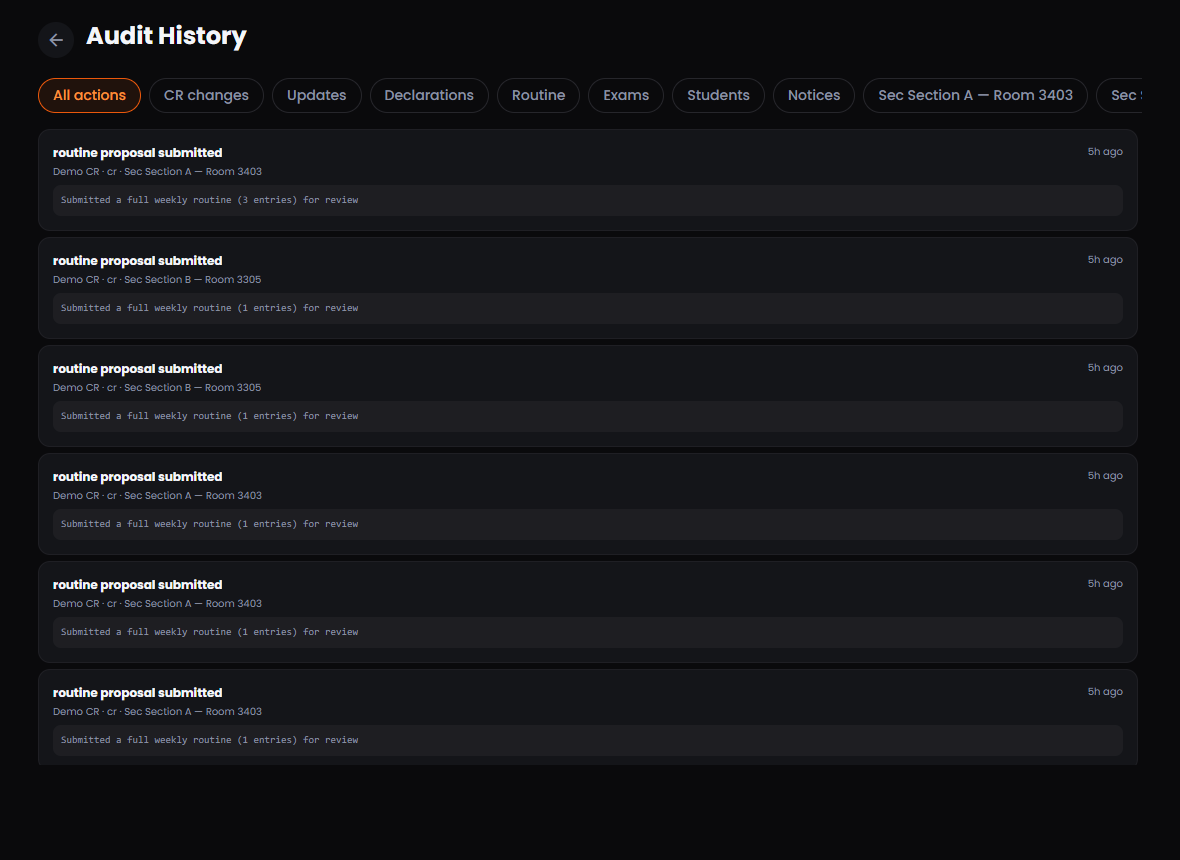 Audit History
All actions CR changes Updates Declarations Routine Exams Students Notices Sec Section A — Room 3403 Sec
routine proposal submitted 5h ago
Demo CR · cr · Sec Section A — Room 3403
Submitted a full weekly routine (3 entries) for review
routine proposal submitted 5h ago
Demo CR · cr · Sec Section B — Room 3305
Submitted a full weekly routine (1 entries) for review
routine proposal submitted 5h ago
Demo CR · cr · Sec Section B — Room 3305
Submitted a full weekly routine (1 entries) for review
routine proposal submitted 5h ago
Demo CR · cr · Sec Section A — Room 3403
Submitted a full weekly routine (1 entries) for review
routine proposal submitted 5h ago
Demo CR · cr · Sec Section A — Room 3403
Submitted a full weekly routine (1 entries) for review
routine proposal submitted 5h ago
Demo CR · cr · Sec Section A — Room 3403
Submitted a full weekly routine (1 entries) for review